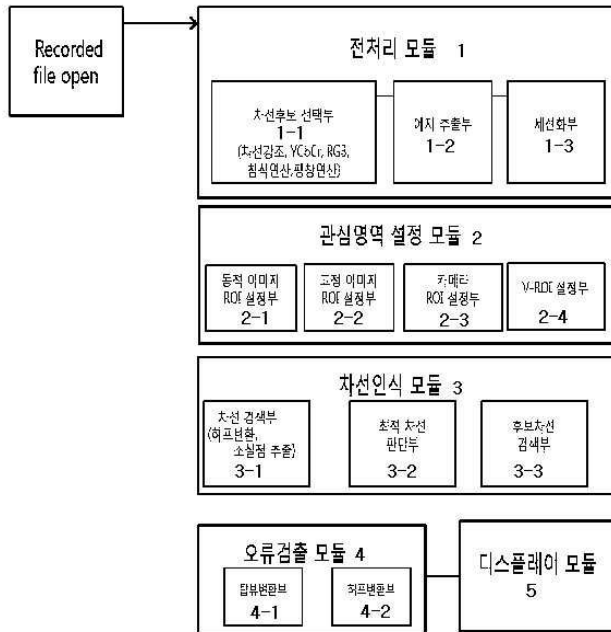 Recorded
file open
전처리 모듈 1
차선후보 선택부
1-1
(차선강조, YCbCr, RGB,
침식연산,팽창연산)
에지 추출부
1-2
세선화부
1-3
관심영역 설정 모듈 2
동적 이미지
ROI 설정부
2-1
고정 이미지
ROI 설정부
2-2
카메라
ROI 설정부
2-3
V-ROI 설정부
2-4
차선인식 모듈 3
차선 검색부
(허프변환,
소실점 추출)
3-1
최적 차선
판단부
3-2
후보차선
검색부
3-3
오류검출 모듈 4
탑뷰변환부
4-1
허프변환부
4-2
디스플레이 모듈
5